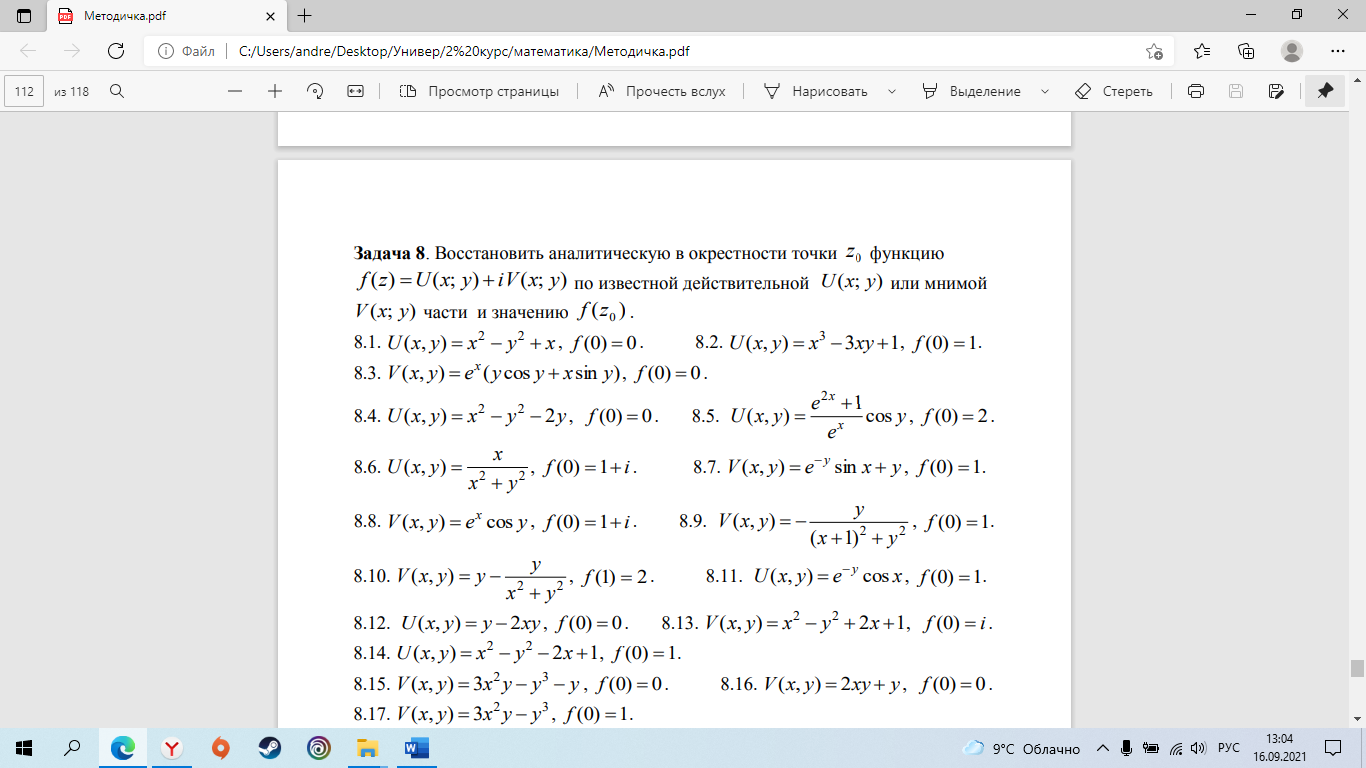 Методичка.pdf
Файл C:/Users/andre/Desktop/Универ/2%20курс/математика/Методичка.pdf
112 из 118 Просмотр страницы Прочесть вслух Нарисовать Выделение Стереть
Задача 8. Восстановить аналитическую в окрестности точки z₀ функцию
f(z) = U(x; y) + iV(x; y) по известной действительной U(x; y) или мнимой
V(x; y) части и значению f(z₀).
8.1. U(x, y) = x² − y² + x, f(0) = 0. 8.2. U(x, y) = x³ − 3xy + 1, f(0) = 1.
8.3. V(x, y) = eˣ(y cos y + x sin y), f(0) = 0.
8.4. U(x, y) = x² − y² − 2y, f(0) = 0. 8.5. U(x, y) = (e²ˣ + 1)/eˣ cos y, f(0) = 2.
8.6. U(x, y) = x/(x² + y²), f(0) = 1 + i. 8.7. V(x, y) = e⁻ʸ sin x + y, f(0) = 1.
8.8. V(x, y) = eˣ cos y, f(0) = 1 + i. 8.9. V(x, y) = − y/((x + 1)² + y²), f(0) = 1.
8.10. V(x, y) = y − y/(x² + y²), f(1) = 2. 8.11. U(x, y) = e⁻ʸ cos x, f(0) = 1.
8.12. U(x, y) = y − 2xy, f(0) = 0. 8.13. V(x, y) = x² − y² + 2x + 1, f(0) = i.
8.14. U(x, y) = x² − y² − 2x + 1, f(0) = 1.
8.15. V(x, y) = 3x²y − y³ − y, f(0) = 0. 8.16. V(x, y) = 2xy + y, f(0) = 0.
8.17. V(x, y) = 3x²y − y³, f(0) = 1.
9°C Облачно РУС 13:04
16.09.2021